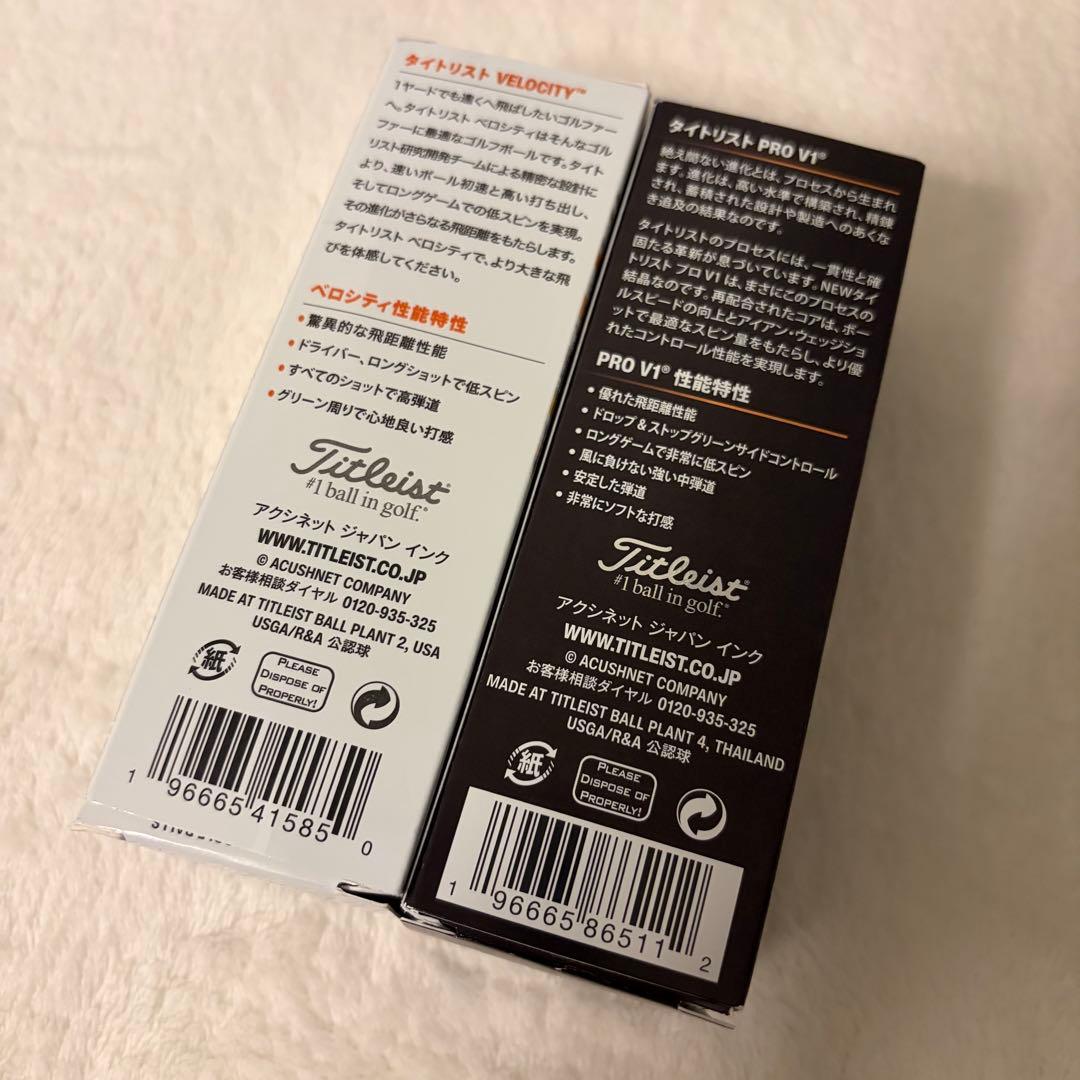 タイトリスト VELOCITY™
1ヤードでも遠くへ飛ばしたいゴルファー
へ。タイトリスト ベロシティはそんなゴル
ファーに最適なゴルフボールです。タイト
リスト研究開発チームによる精密な設計に
より、速いボール初速と高い打ち出し、
そしてロングゲームでの低スピンを実現。
その進化がさらなる飛距離をもたらします。
タイトリスト ベロシティで、より大きな飛
びを体感してください。
ベロシティ性能特性
• 驚異的な飛距離性能
• ドライバー、ロングショットで低スピン
• すべてのショットで高弾道
• グリーン周りで心地良い打感
Titleist®
#1 ball in golf.®
アクシネット ジャパン インク
WWW.TITLEIST.CO.JP
© ACUSHNET COMPANY
お客様相談ダイヤル 0120-935-325
MADE AT TITLEIST BALL PLANT 2, USA
USGA/R&A 公認球
紙
PLEASE
DISPOSE OF
PROPERLY!
1 96665 41585 0
タイトリスト PRO V1®
絶え間ない進化とは、プロセスから生まれ
ます。進化は、高い水準で構築され、精錬
され、蓄積された設計や製造へのあくな
き追及の結果なのです。
タイトリストのプロセスには、一貫性と確
固たる革新が息づいています。NEWタイ
トリスト プロ V1 は、まさにこのプロセスの
結晶なのです。再配合されたコアは、ボー
ルスピードの向上とアイアン・ウェッジショ
ットで最適なスピン量をもたらし、より優
れたコントロール性能を実現します。
PRO V1® 性能特性
• 優れた飛距離性能
• ドロップ & ストップグリーンサイドコントロール
• ロングゲームで非常に低スピン
• 風に負けない強い中弾道
• 安定した弾道
• 非常にソフトな打感
Titleist®
#1 ball in golf.®
アクシネット ジャパン インク
WWW.TITLEIST.CO.JP
© ACUSHNET COMPANY
お客様相談ダイヤル 0120-935-325
MADE AT TITLEIST BALL PLANT 4, THAILAND
USGA/R&A 公認球
紙
PLEASE
DISPOSE OF
PROPERLY!
1 96665 86511 2